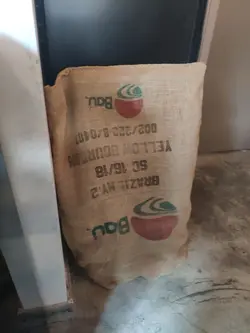 Bau.
BRAZIL NY.2
SC 16/18
YELLOW BOURBON
Bau.